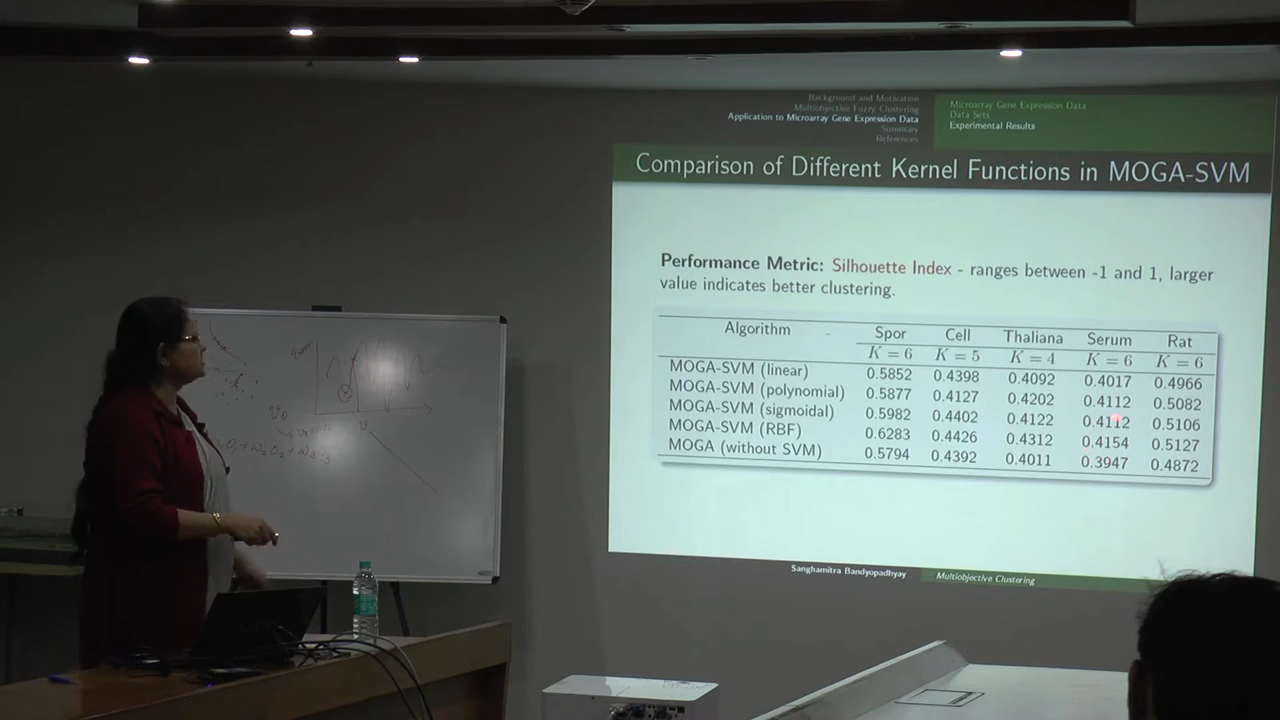 Background and Motivation
Multiobjective Fuzzy Clustering
Application to Microarray Gene Expression Data
Summary
References
Microarray Gene Expression Data
Data Sets
Experimental Results
Comparison of Different Kernel Functions in MOGA-SVM
Performance Metric: Silhouette Index - ranges between -1 and 1, larger
value indicates better clustering.
Algorithm Spor Cell Thaliana Serum Rat
K = 6 K = 5 K = 4 K = 6 K = 6
MOGA-SVM (linear) 0.5852 0.4398 0.4092 0.4017 0.4966
MOGA-SVM (polynomial) 0.5877 0.4127 0.4202 0.4112 0.5082
MOGA-SVM (sigmoidal) 0.5982 0.4402 0.4122 0.4112 0.5106
MOGA-SVM (RBF) 0.6283 0.4426 0.4312 0.4154 0.5127
MOGA (without SVM) 0.5794 0.4392 0.4011 0.3947 0.4872
Sanghamitra Bandyopadhyay Multiobjective Clustering